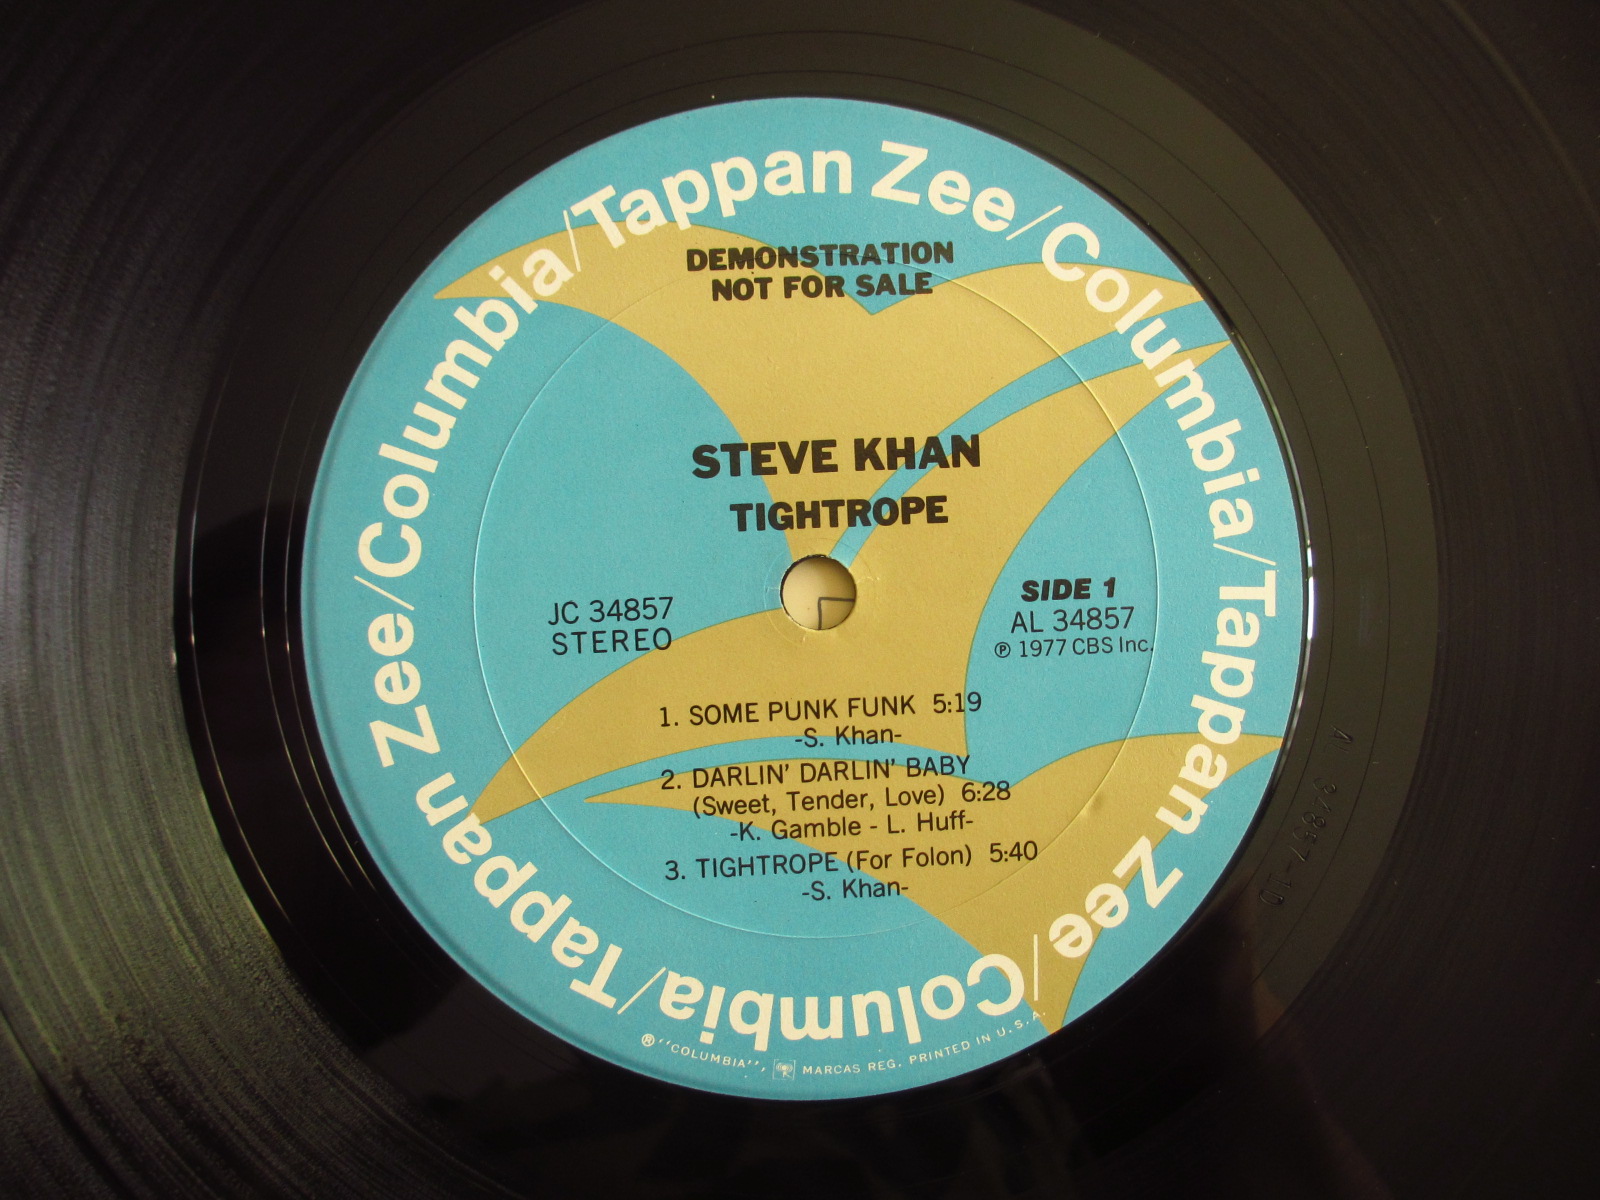 Tappan Zee/Columbia/Tappan Zee/Columbia/Tappan Zee/Columbia/
DEMONSTRATION
NOT FOR SALE
STEVE KHAN
TIGHTROPE
JC 34857
STEREO
SIDE 1
AL 34857
℗ 1977 CBS Inc.
1. SOME PUNK FUNK 5:19
-S. Khan-
2. DARLIN' DARLIN' BABY
(Sweet, Tender, Love) 6:28
-K. Gamble - L. Huff-
3. TIGHTROPE (For Folon) 5:40
-S. Khan-
® "COLUMBIA", MARCAS REG. PRINTED IN U.S.A.